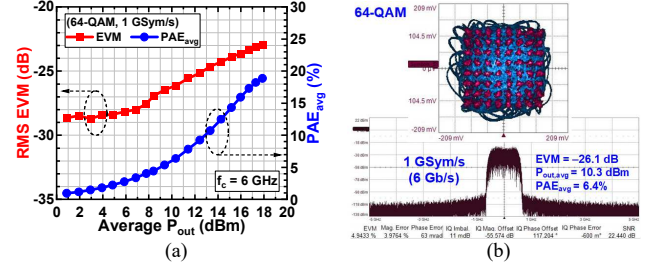 (a)
(64-QAM, 1 GSym/s)
EVM PAEavg
RMS EVM (dB)
-20
-25
-30
-35
30
25
20
15
10
5
0
PAEavg (%)
fc = 6 GHz
0 2 4 6 8 10 12 14 16 18 20
Average Pout (dBm)
(a)
(b)
64-QAM
209 mV
104.5 mV
0 V
104.5 mV
-209 mV
-209 mV
209 mV
1 GSym/s
(6 Gb/s)
EVM = –26.1 dB
Pout,avg = 10.3 dBm
PAEavg = 6.4%
EVM Mag. Error Phase Error IQ Imbal. IQ Mag. Offset IQ Phase Offset IQ Phase Error SNR
4.9433 % 3.9764 % 63 mrad 11 mdB -55.574 dB 117.204 ° -600 m° 22.440 dB
(b)